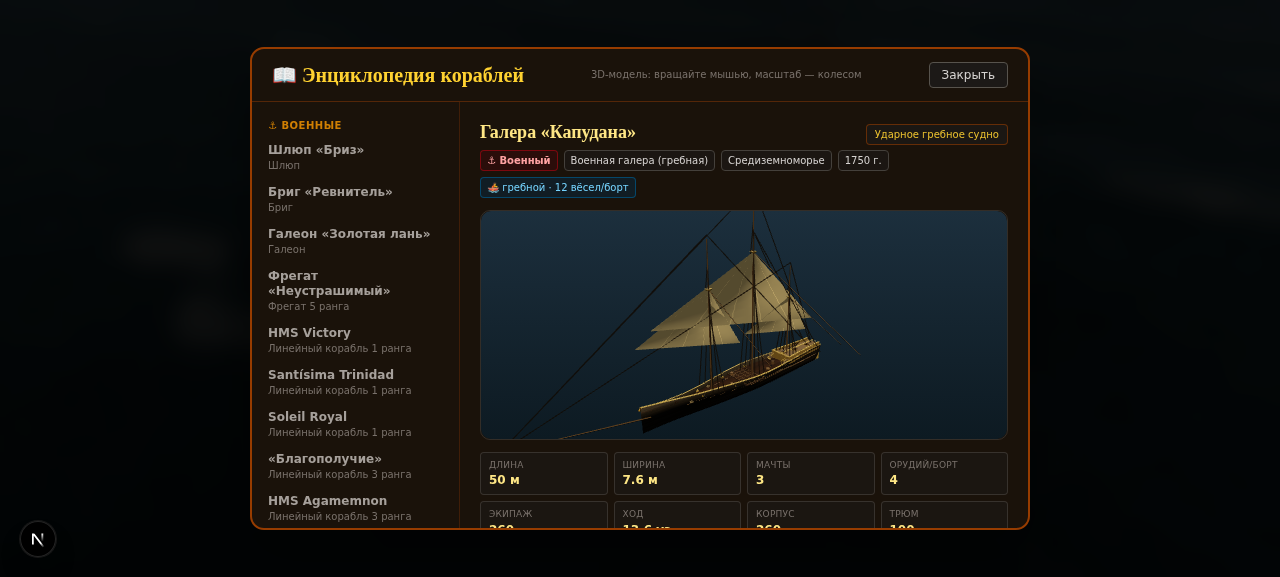 📖 Энциклопедия кораблей
3D-модель: вращайте мышью, масштаб — колесом
Закрыть
⚓ ВОЕННЫЕ
Шлюп «Бриз»
Шлюп
Бриг «Ревнитель»
Бриг
Галеон «Золотая лань»
Галеон
Фрегат
«Неустрашимый»
Фрегат 5 ранга
HMS Victory
Линейный корабль 1 ранга
Santísima Trinidad
Линейный корабль 1 ранга
Soleil Royal
Линейный корабль 1 ранга
«Благополучие»
Линейный корабль 3 ранга
HMS Agamemnon
Линейный корабль 3 ранга
Галера «Капудана»
Ударное гребное судно
⚓ Военный
Военная галера (гребная)
Средиземноморье
1750 г.
🚣 гребной · 12 вёсел/борт
ДЛИНА
50 м
ШИРИНА
7.6 м
МАЧТЫ
3
ОРУДИЙ/БОРТ
4
ЭКИПАЖ
ХОД
КОРПУС
ТРЮМ
N